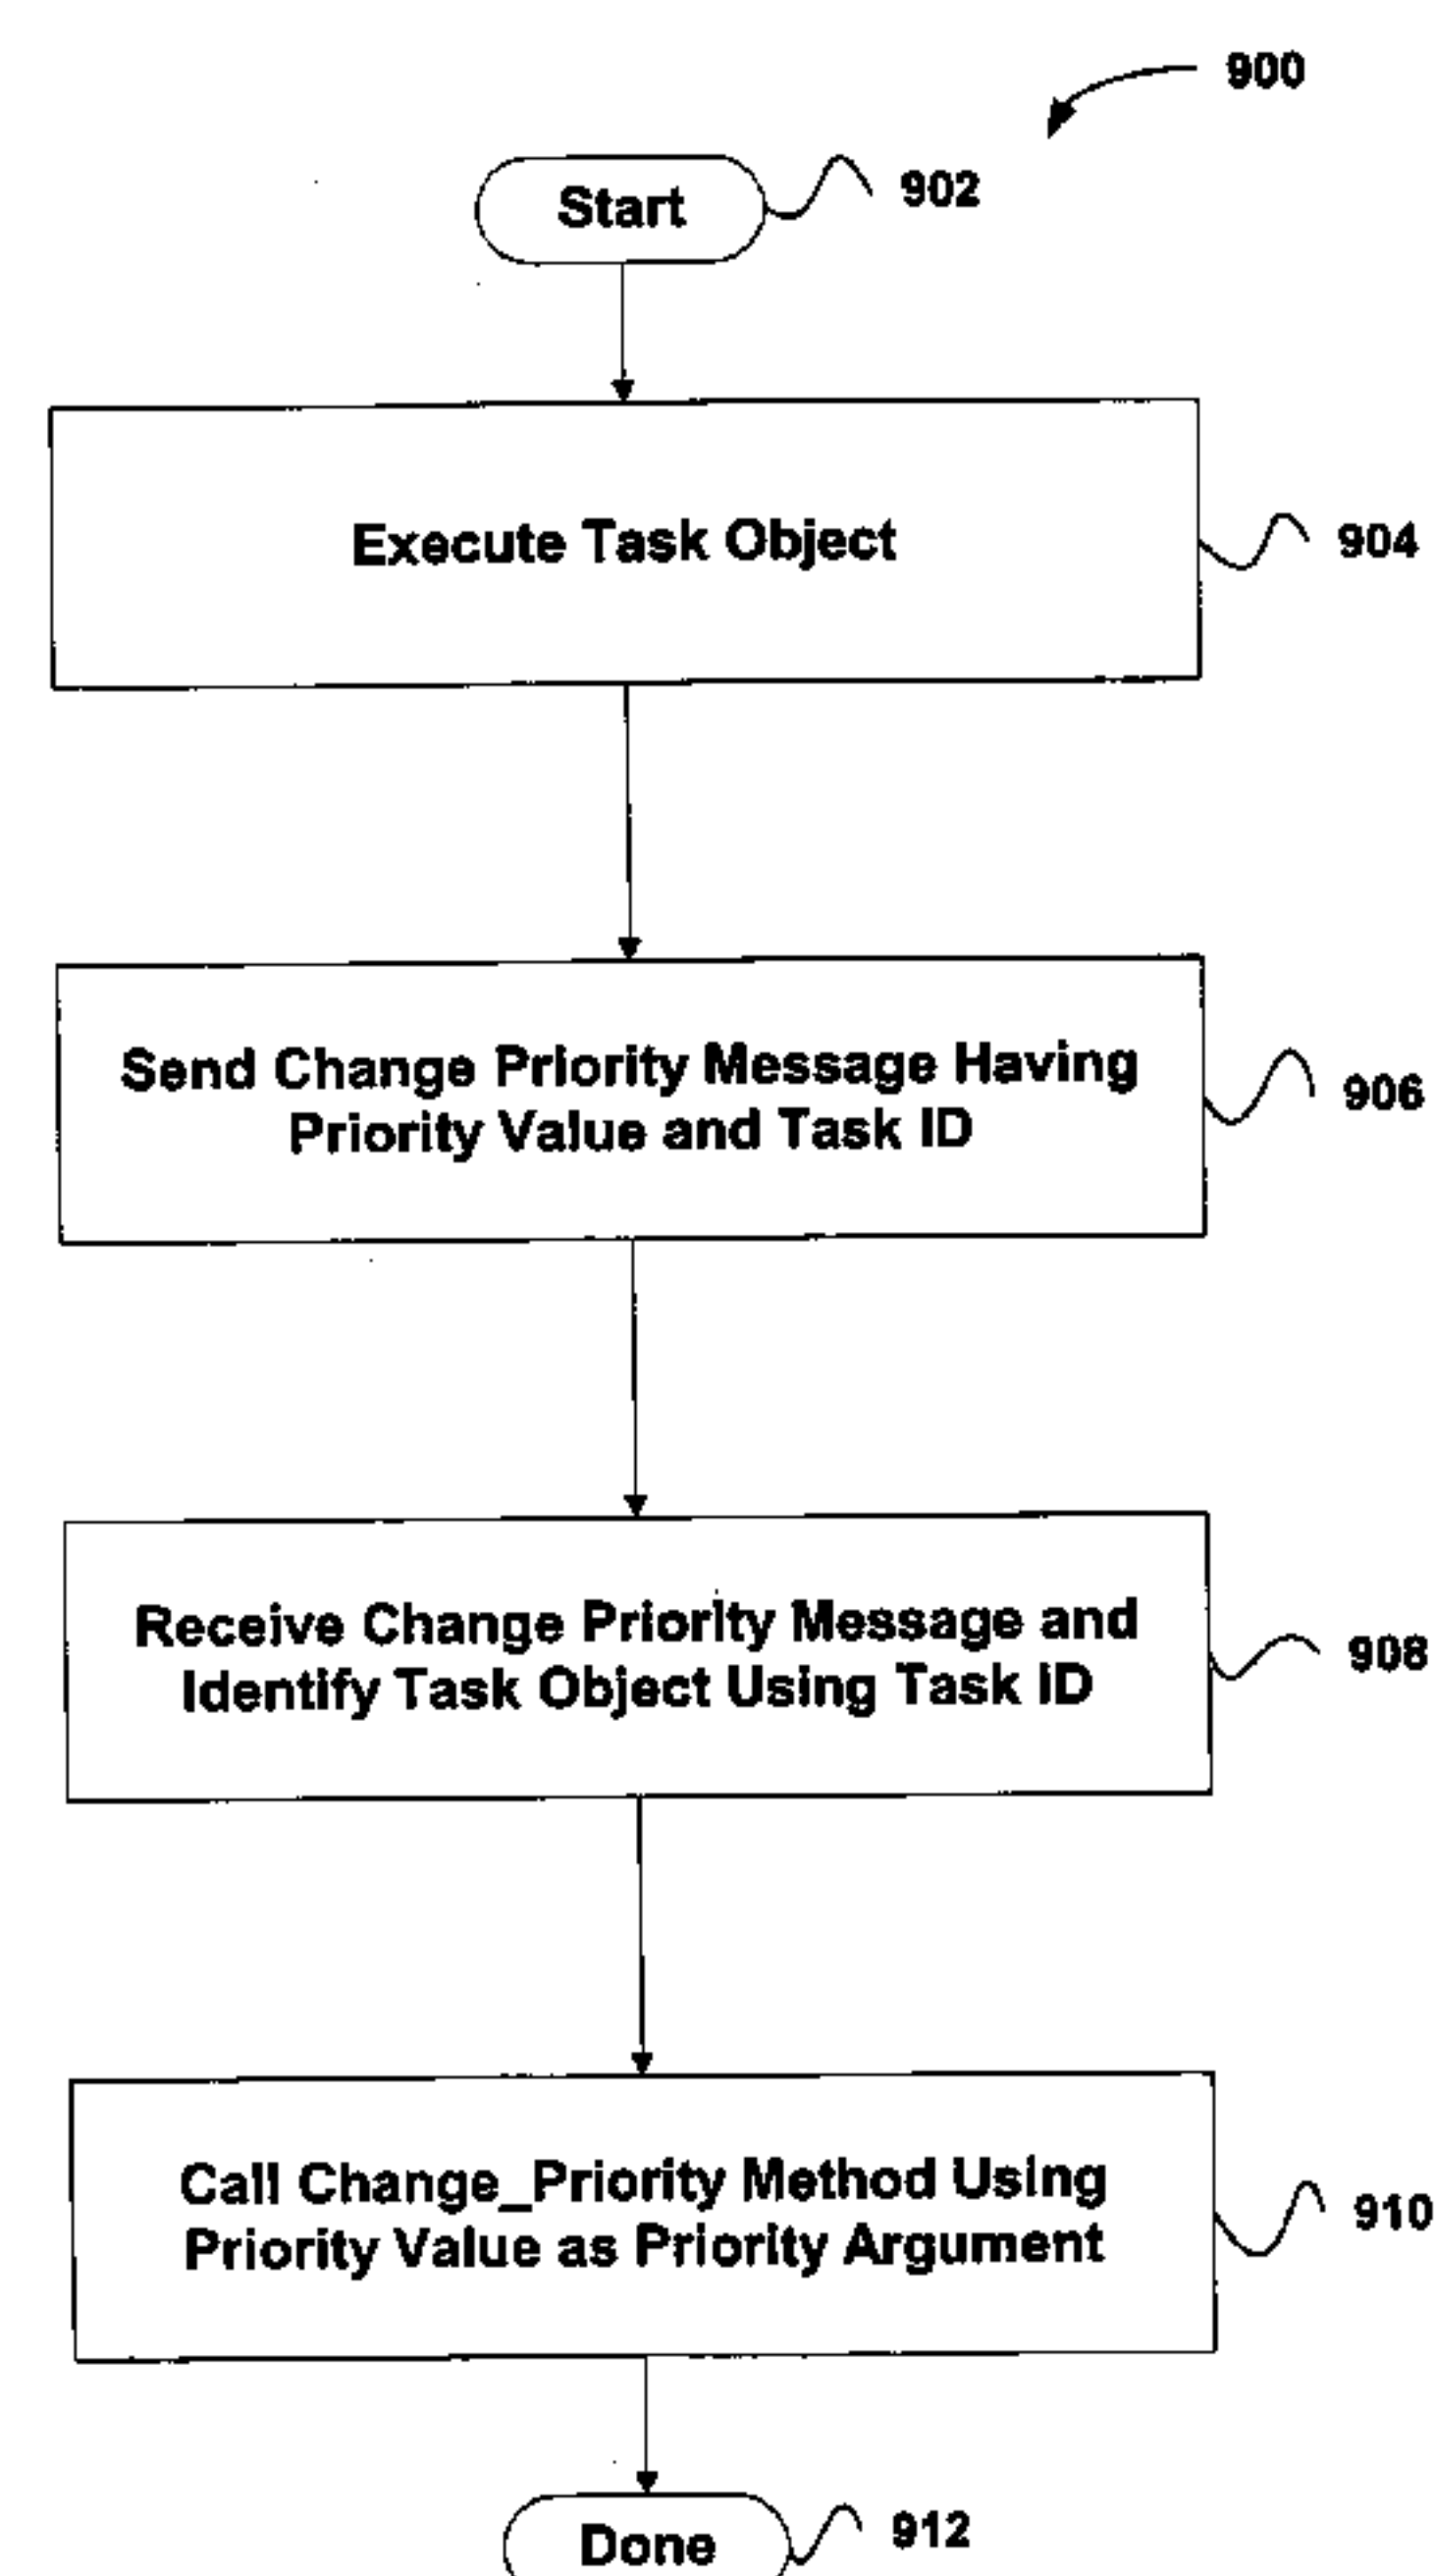 900
Start
902
Execute Task Object
904
Send Change Priority Message Having
Priority Value and Task ID
906
Receive Change Priority Message and
Identify Task Object Using Task ID
908
Call Change_Priority Method Using
Priority Value as Priority Argument
910
Done
912